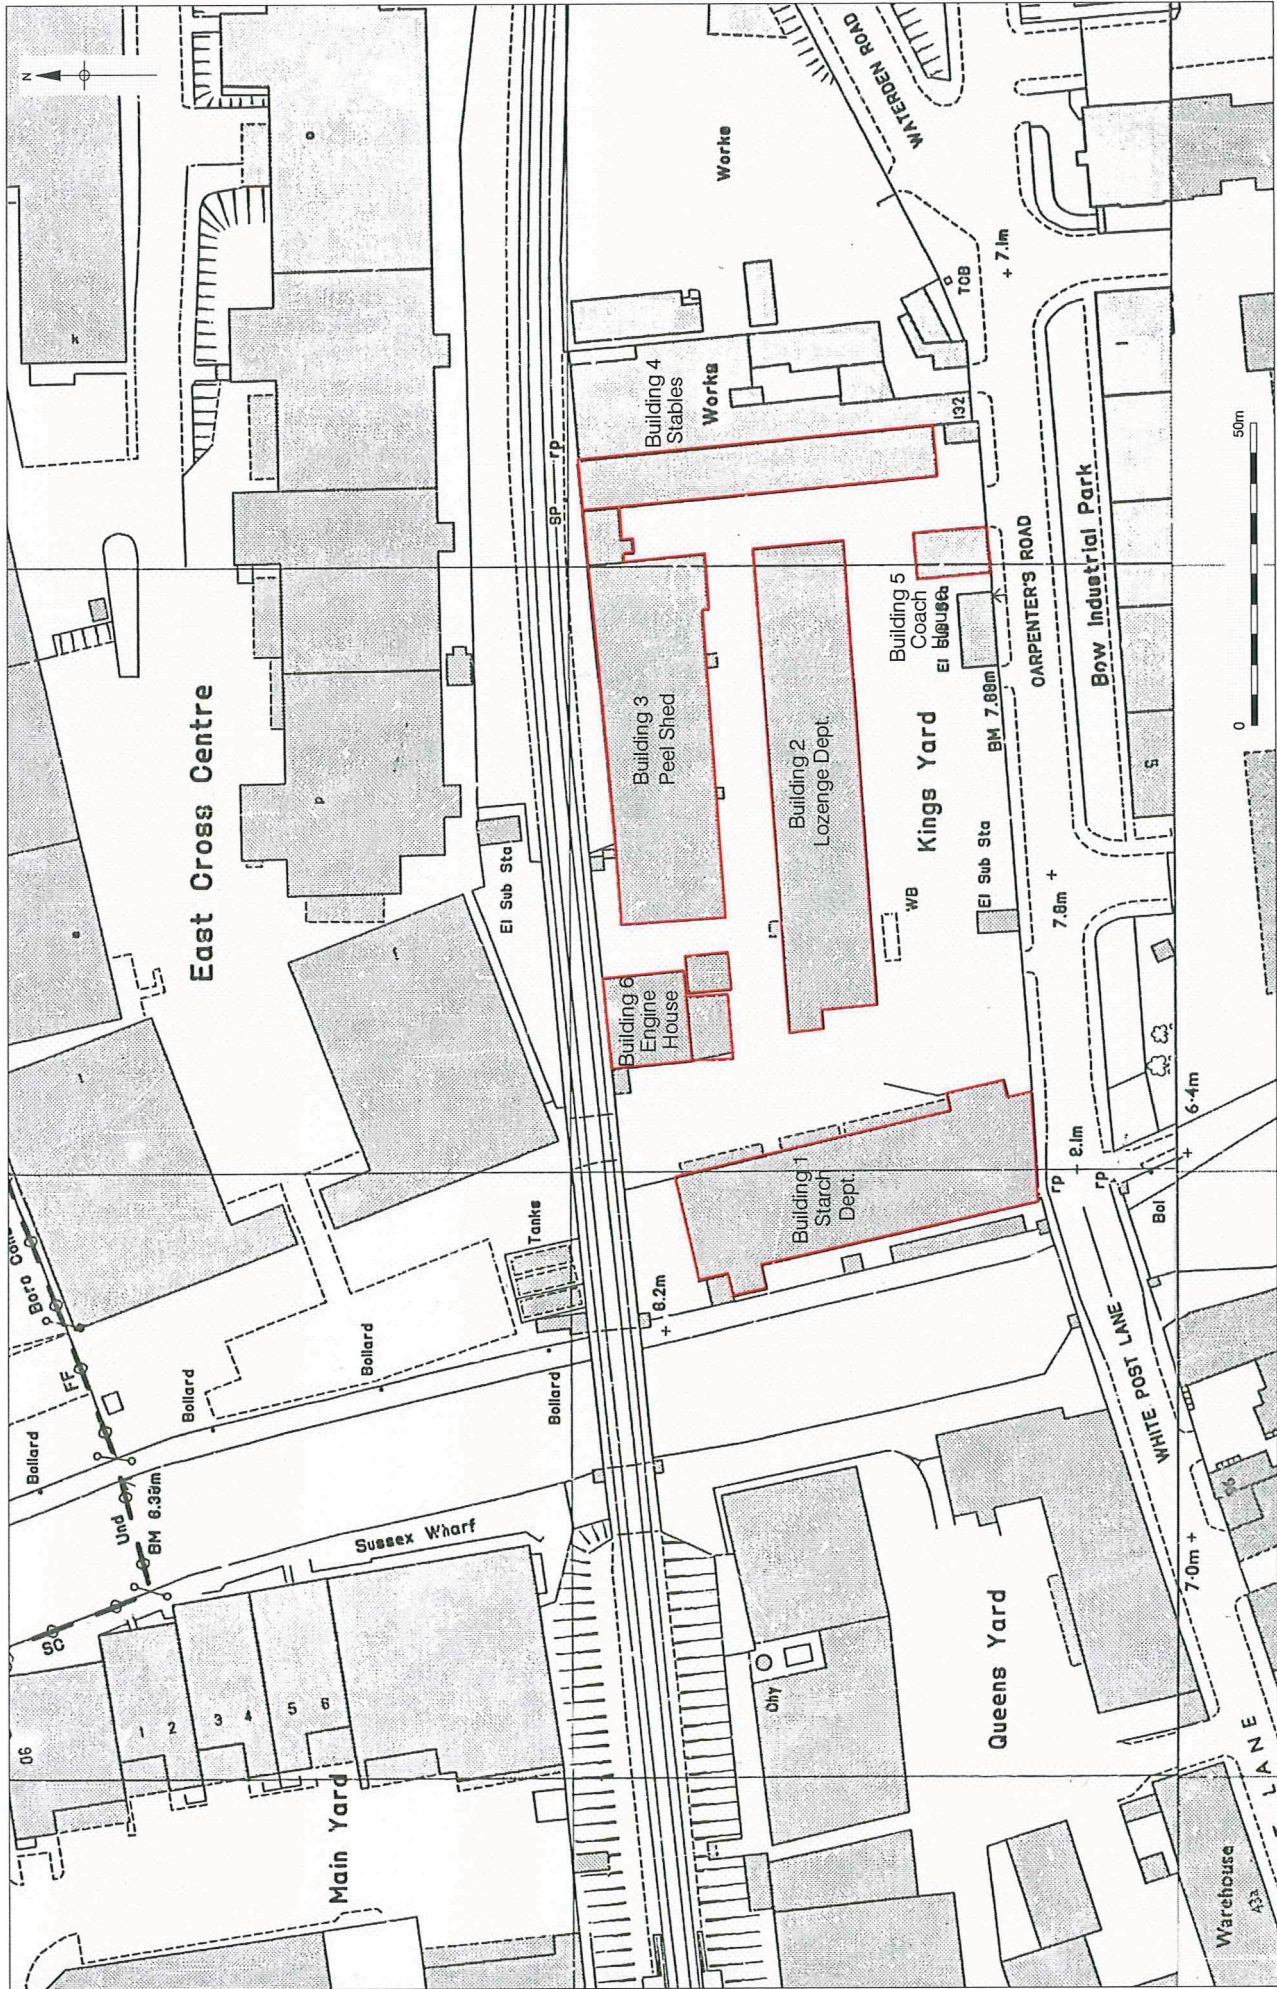 N
k
o
East Cross Centre
p
e
f
l
El Sub Sta
Tanks
Bollard
Bollard
Bollard
Bollard
Boro Con
FF
Und
BM 6.38m
SC
Sussex Wharf
06
1
2
3
4
5
6
Main Yard
WATERDEN ROAD
Works
Works
Building 4
Stables
SP
rp
132
TCB
+ 7.1m
Building 3
Peel Shed
Building 2
Lozenge Dept.
Building 5
Coach
House
El Sub Sta
Building 6
Engine
House
Building 1
Starch
Dept.
Kings Yard
WB
El Sub Sta
BM 7.89m
CARPENTER'S ROAD
Bow Industrial Park
1
5
7.8m +
0
50m
8.1m
rp
rp
Bol
6.4m
+
6.2m
+
WHITE POST LANE
7.0m +
Chy
Queens Yard
LANE
Warehouse
43a